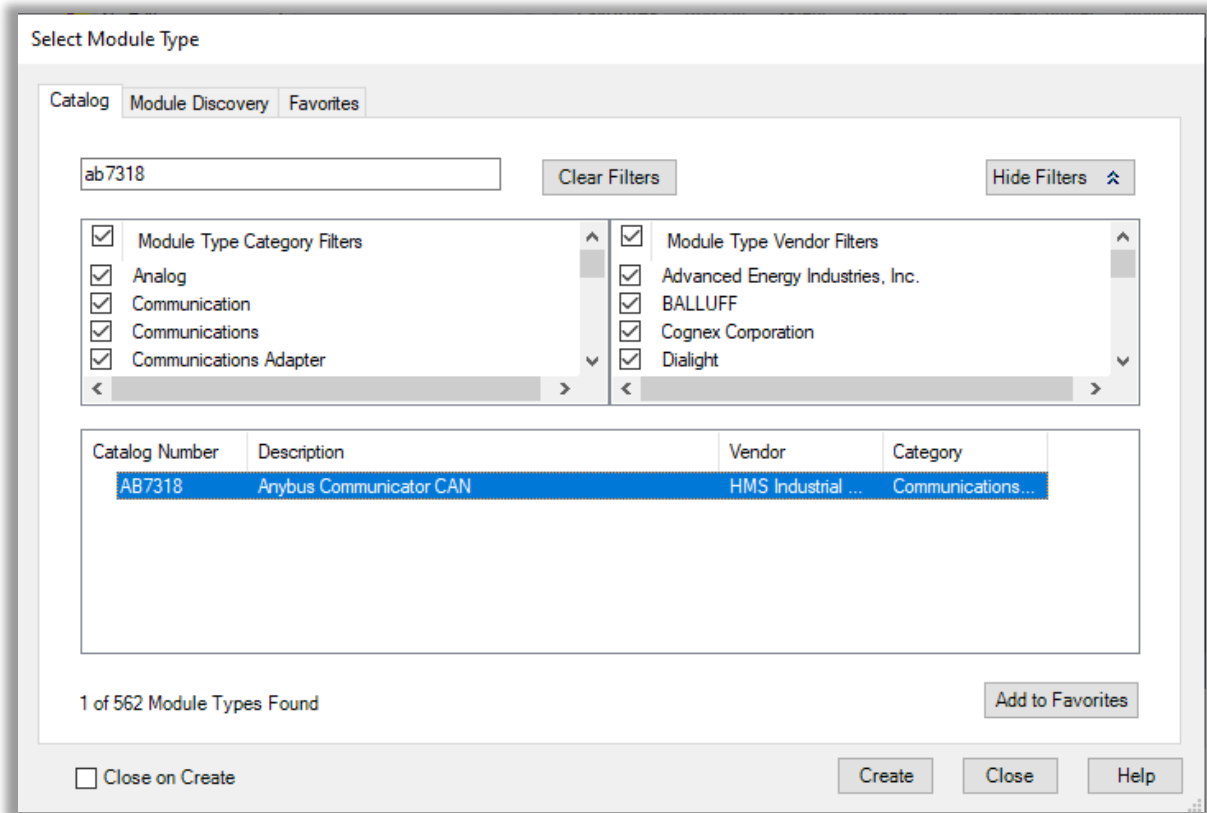 Select Module Type
Catalog Module Discovery Favorites
ab7318 Clear Filters Hide Filters
Module Type Category Filters
Analog
Communication
Communications
Communications Adapter
Module Type Vendor Filters
Advanced Energy Industries, Inc.
BALLUFF
Cognex Corporation
Dialight
Catalog Number Description Vendor Category
AB7318 Anybus Communicator CAN HMS Industrial ... Communications...
1 of 562 Module Types Found Add to Favorites
Close on Create Create Close Help